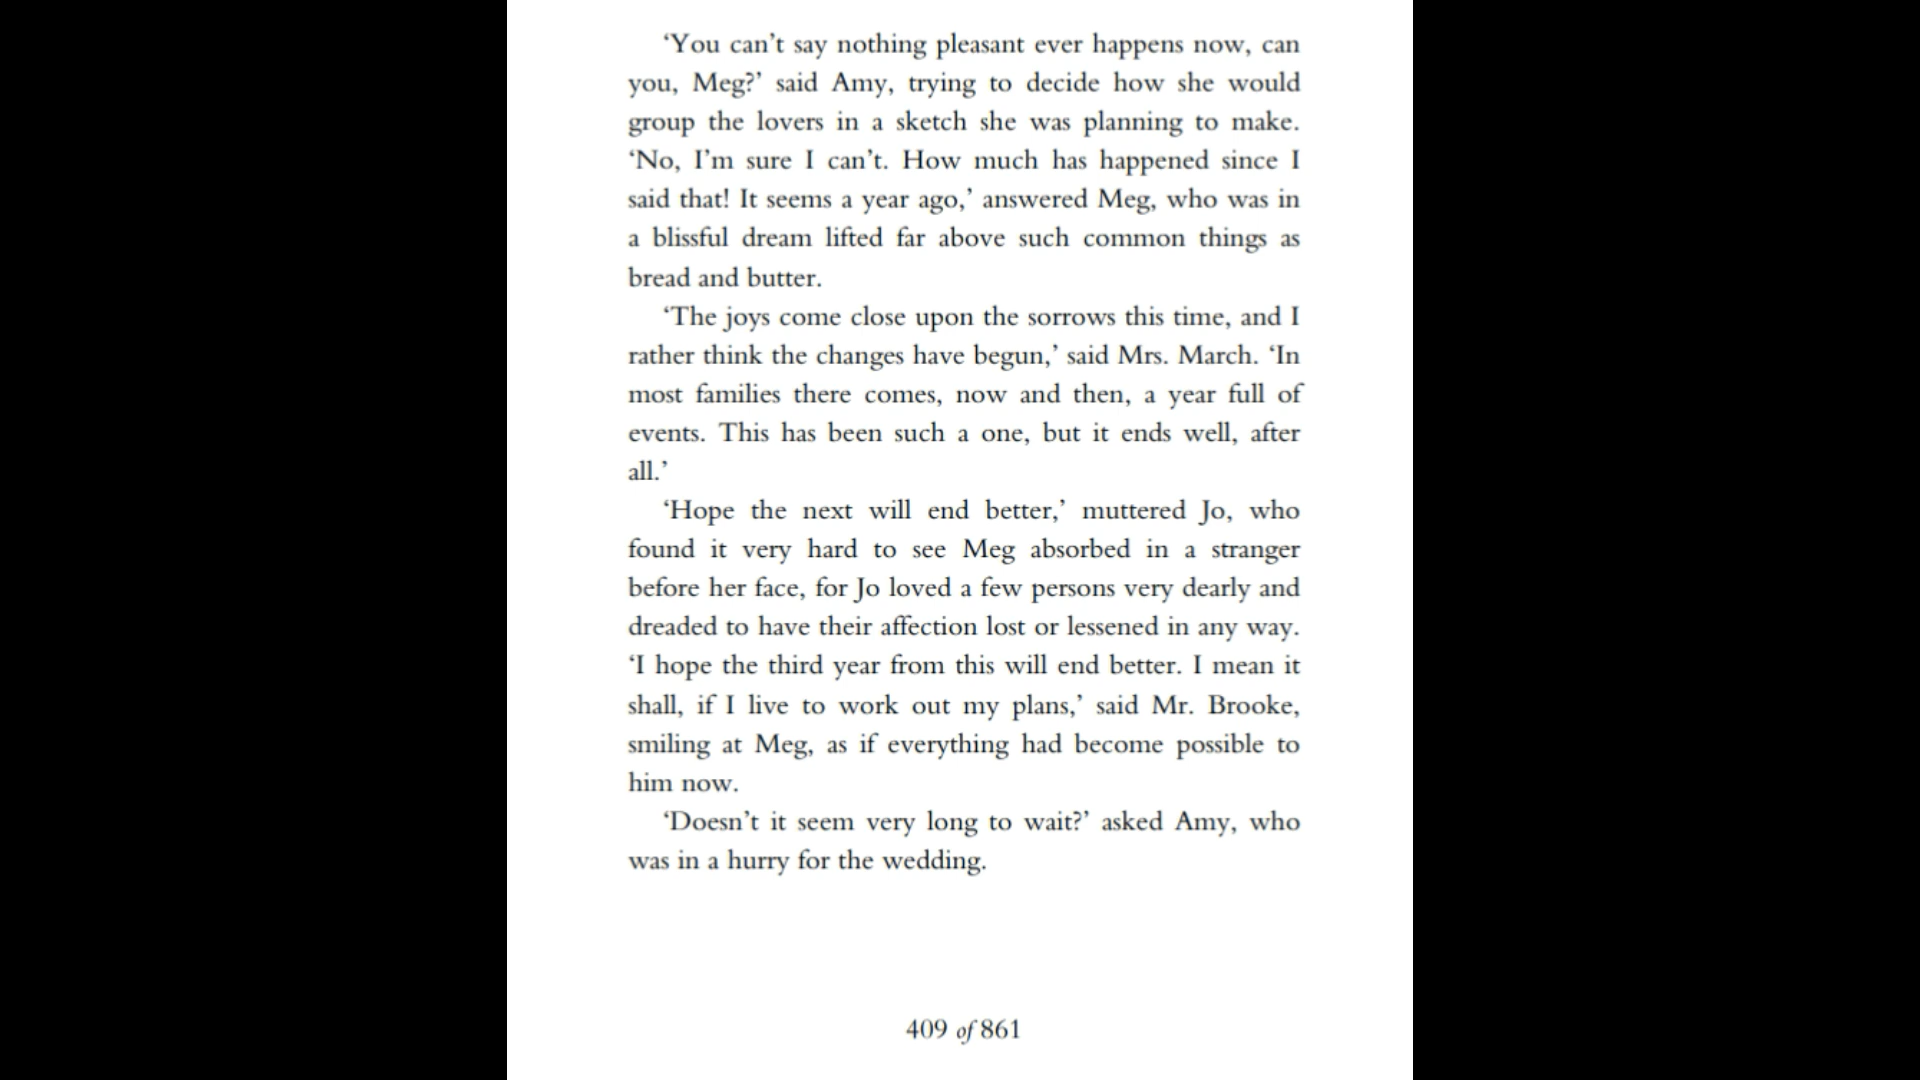 ‘You can’t say nothing pleasant ever happens now, can
you, Meg?’ said Amy, trying to decide how she would
group the lovers in a sketch she was planning to make.
‘No, I’m sure I can’t. How much has happened since I
said that! It seems a year ago,’ answered Meg, who was in
a blissful dream lifted far above such common things as
bread and butter.
‘The joys come close upon the sorrows this time, and I
rather think the changes have begun,’ said Mrs. March. ‘In
most families there comes, now and then, a year full of
events. This has been such a one, but it ends well, after
all.’
‘Hope the next will end better,’ muttered Jo, who
found it very hard to see Meg absorbed in a stranger
before her face, for Jo loved a few persons very dearly and
dreaded to have their affection lost or lessened in any way.
‘I hope the third year from this will end better. I mean it
shall, if I live to work out my plans,’ said Mr. Brooke,
smiling at Meg, as if everything had become possible to
him now.
‘Doesn’t it seem very long to wait?’ asked Amy, who
was in a hurry for the wedding.
409 of 861